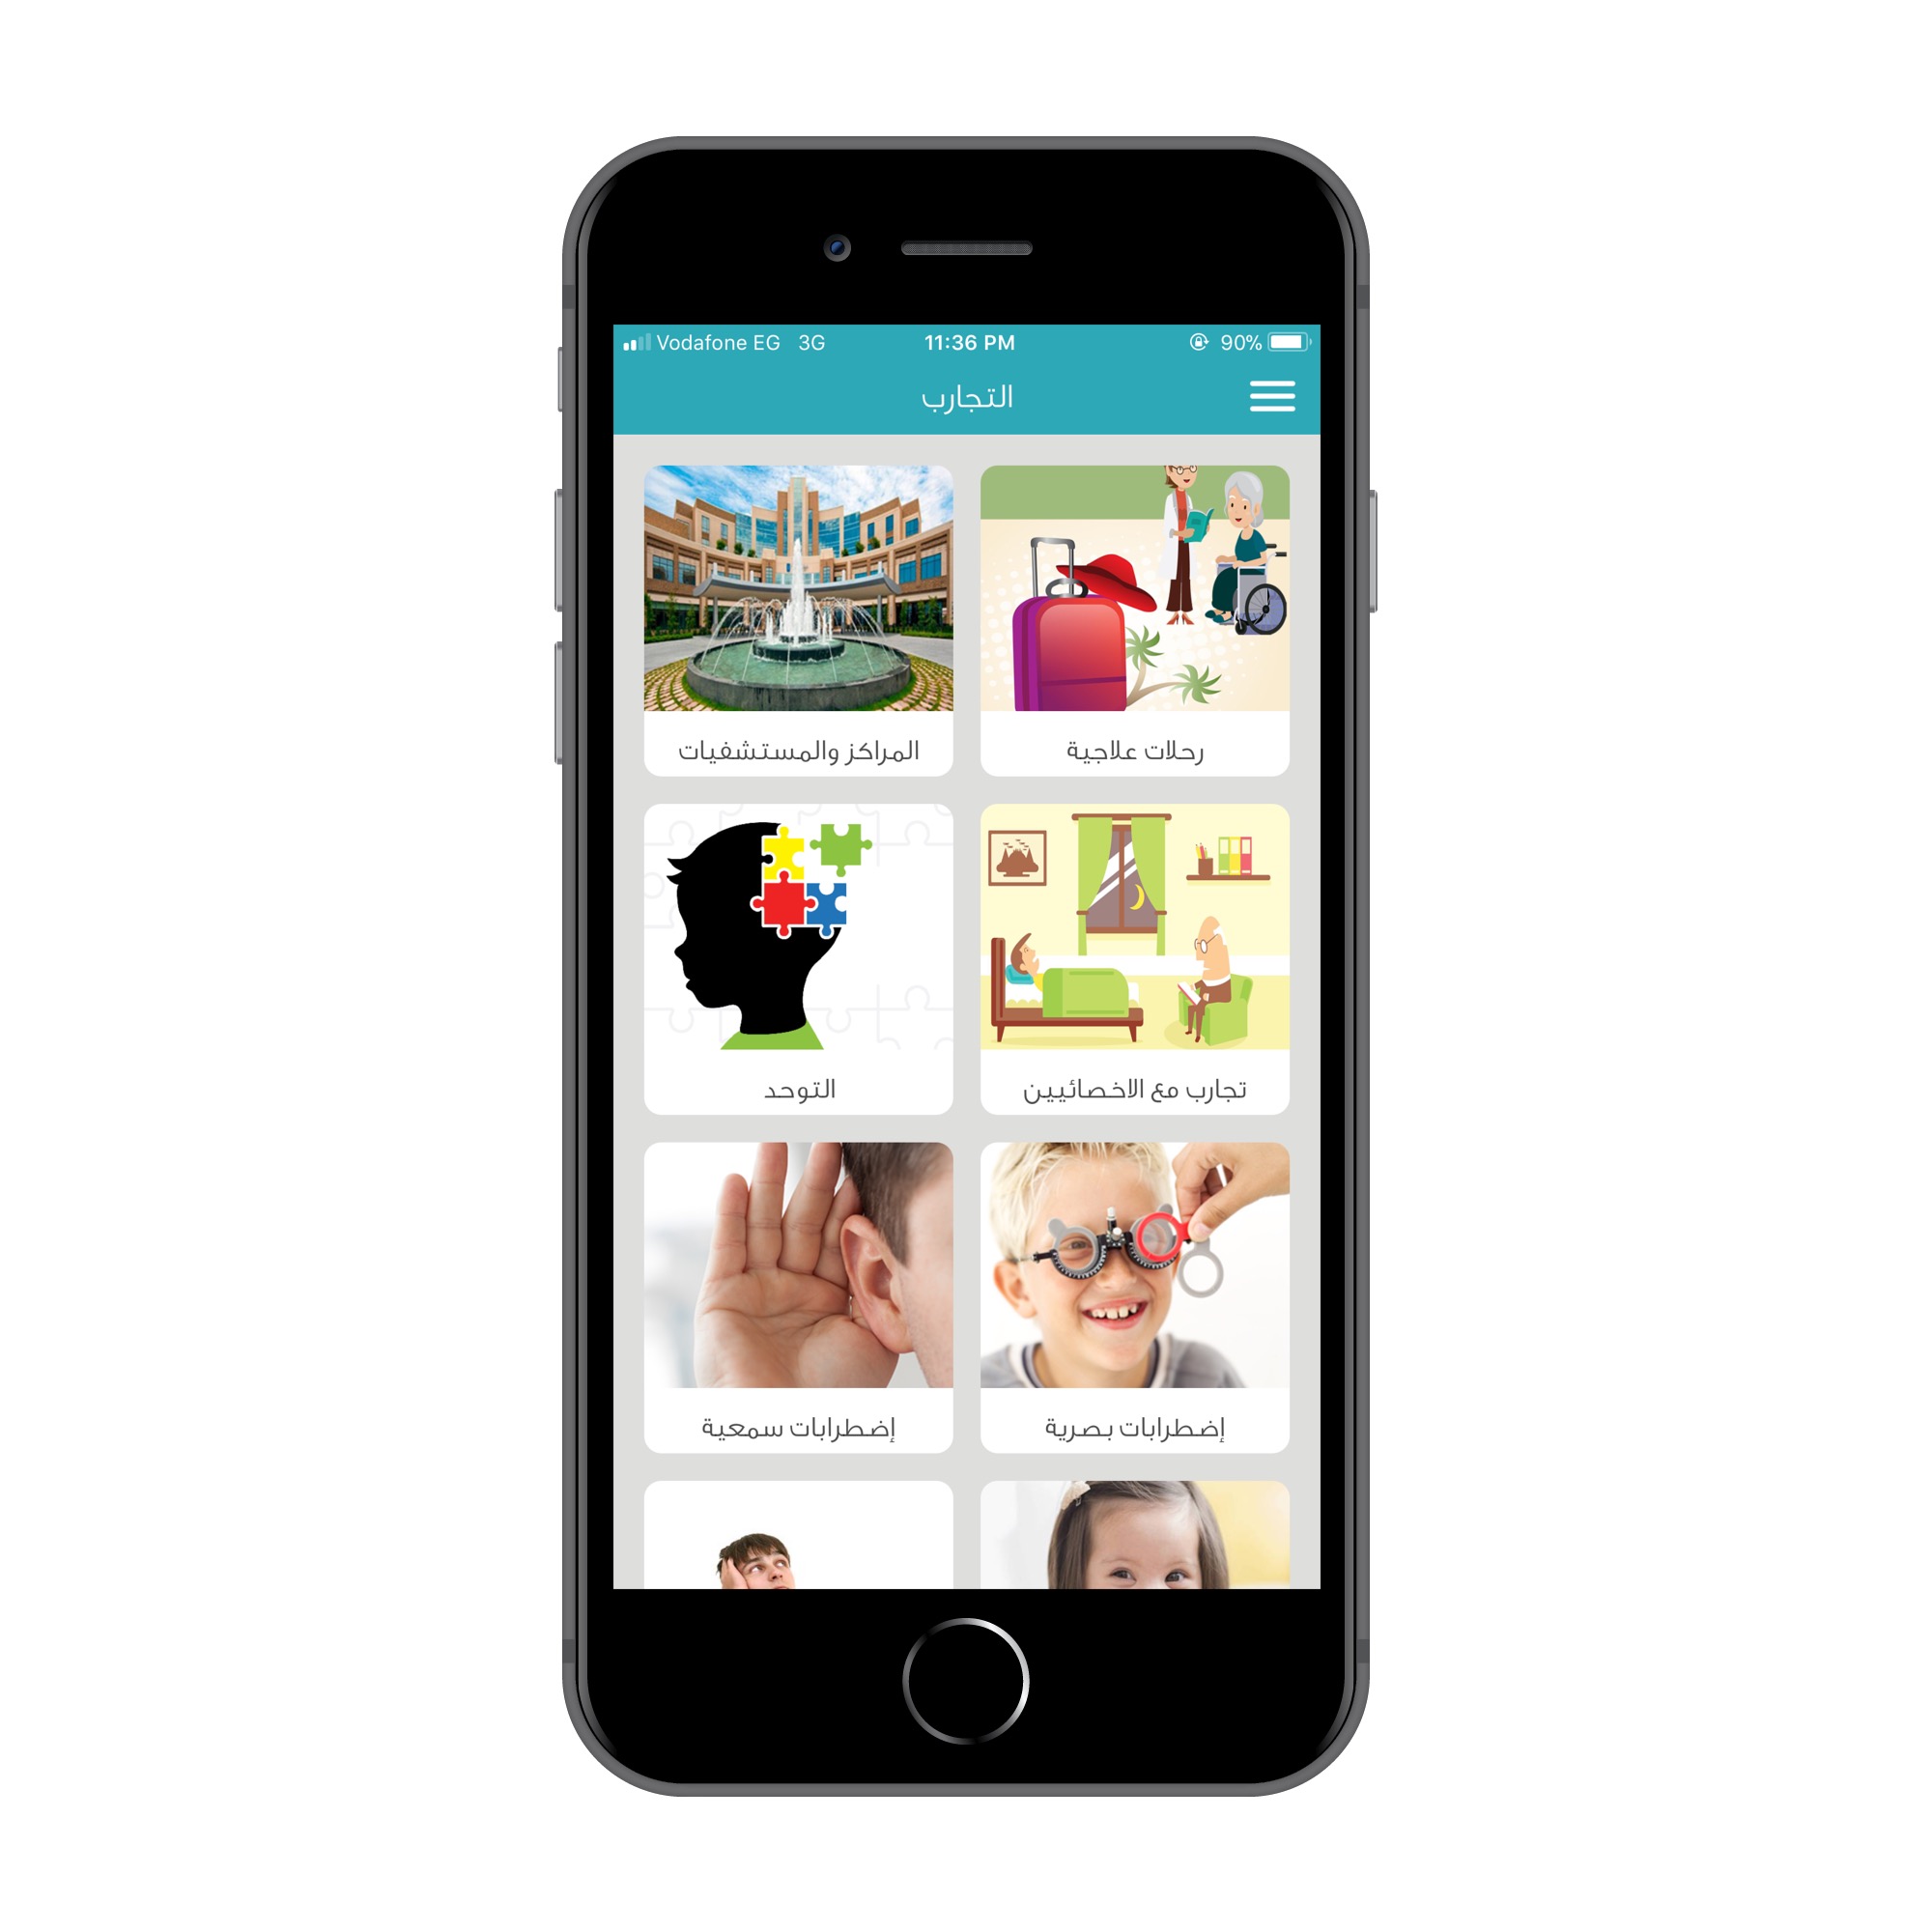 Vodafone EG 3G 11:36 PM 90%
التجارب
رحلات علاجية
المراكز والمستشفيات
تجارب مع الاخصائيين
التوحد
إضطرابات بصرية
إضطرابات سمعية